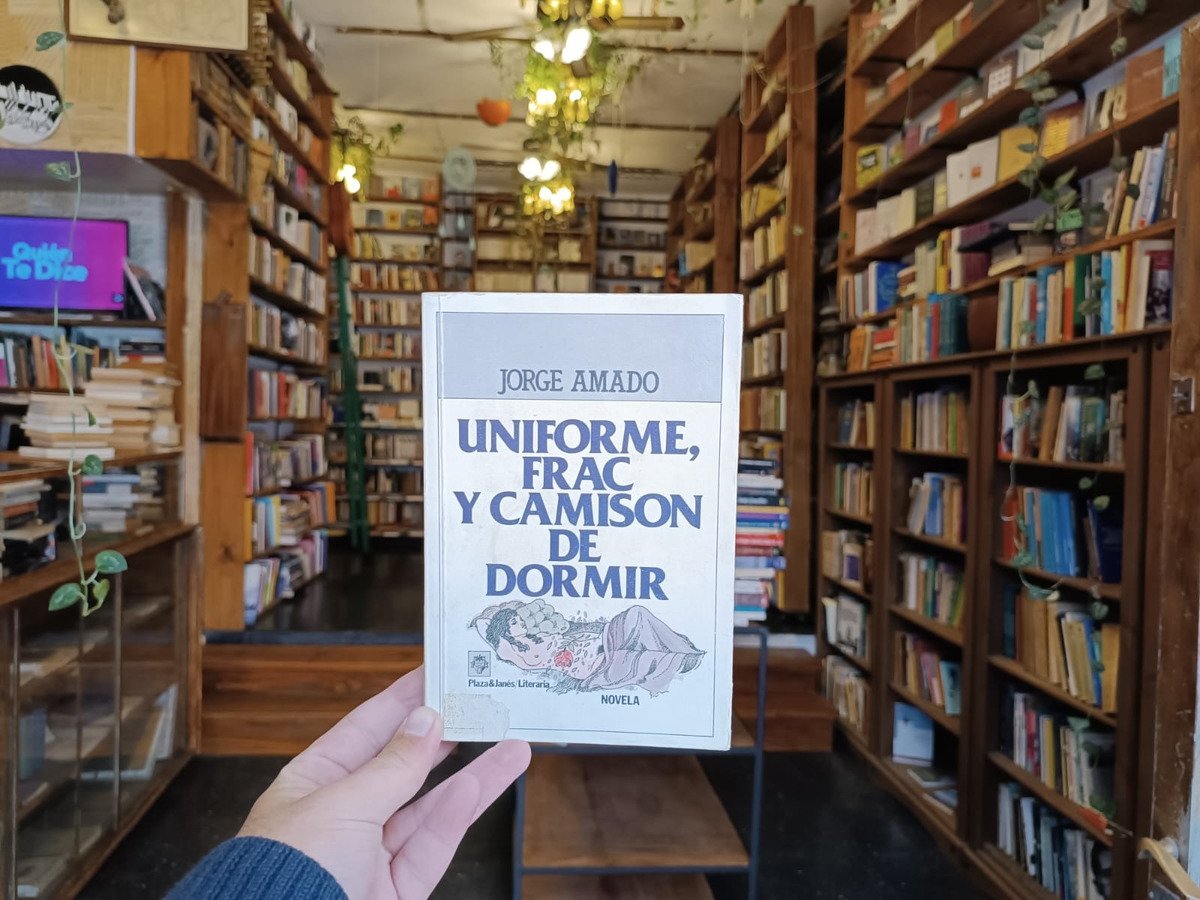 Quién
Te Dice
JORGE AMADO
UNIFORME,
FRAC
Y CAMISON
DE
DORMIR
Plaza&Janés/Literaria
NOVELA